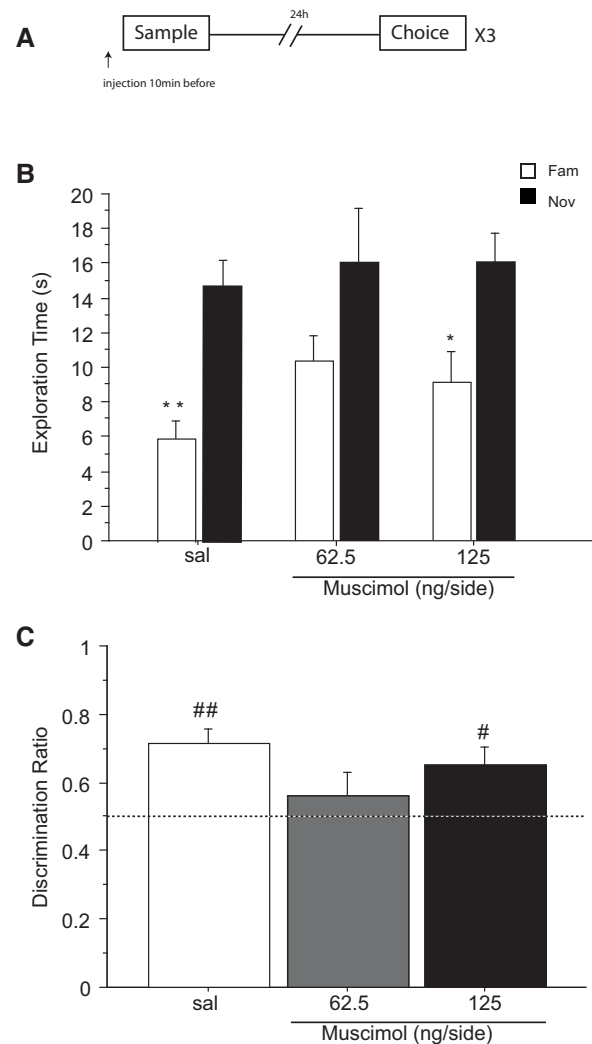 A
Sample
24h
Choice
X3
injection 10min before
B
Fam
Nov
Exploration Time (s)
20
18
16
14
12
10
8
6
4
2
0
* *
*
sal
62.5
125
Muscimol (ng/side)
C
Discrimination Ratio
1
0.8
0.6
0.4
0.2
0
##
#
sal
62.5
125
Muscimol (ng/side)